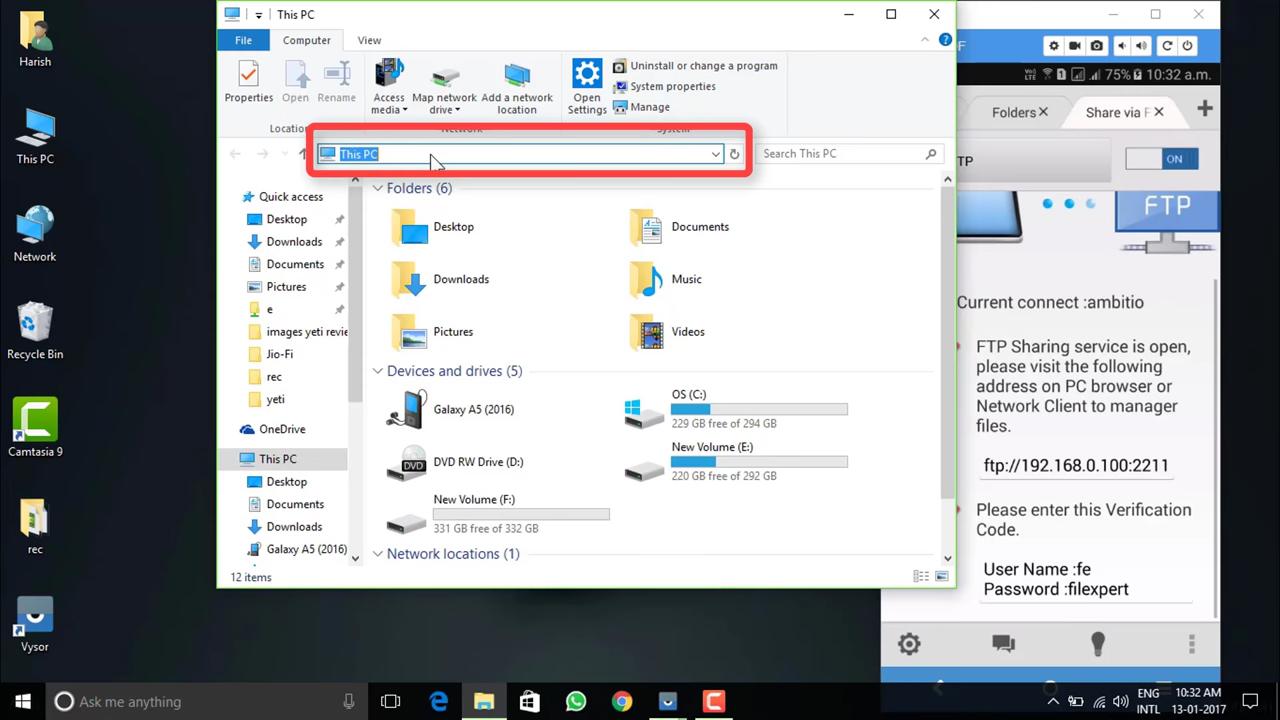 Harish
This PC
Network
Recycle Bin
Camtasia 9
rec
Vysor
This PC
File
Computer
View
Properties
Open
Rename
Access media
Map network drive
Add a network location
Open Settings
Uninstall or change a program
System properties
Manage
This PC
Search This PC
Quick access
Desktop
Downloads
Documents
Pictures
e
images yeti revie
Jio-Fi
rec
yeti
OneDrive
This PC
Desktop
Documents
Downloads
Galaxy A5 (2016)
Folders (6)
Desktop
Documents
Downloads
Music
Pictures
Videos
Devices and drives (5)
Galaxy A5 (2016)
OS (C:)
229 GB free of 294 GB
DVD
DVD RW Drive (D:)
New Volume (E:)
220 GB free of 292 GB
New Volume (F:)
331 GB free of 332 GB
Network locations (1)
12 items
75% 10:32 a.m.
Folders
Share via F
ON
FTP
Current connect :ambitio
FTP Sharing service is open,
please visit the following
address on PC browser or
Network Client to manager
files.
ftp://192.168.0.100:2211
Please enter this Verification
Code.
User Name :fe
Password :filexpert
Ask me anything
ENG
INTL
10:32 AM
13-01-2017